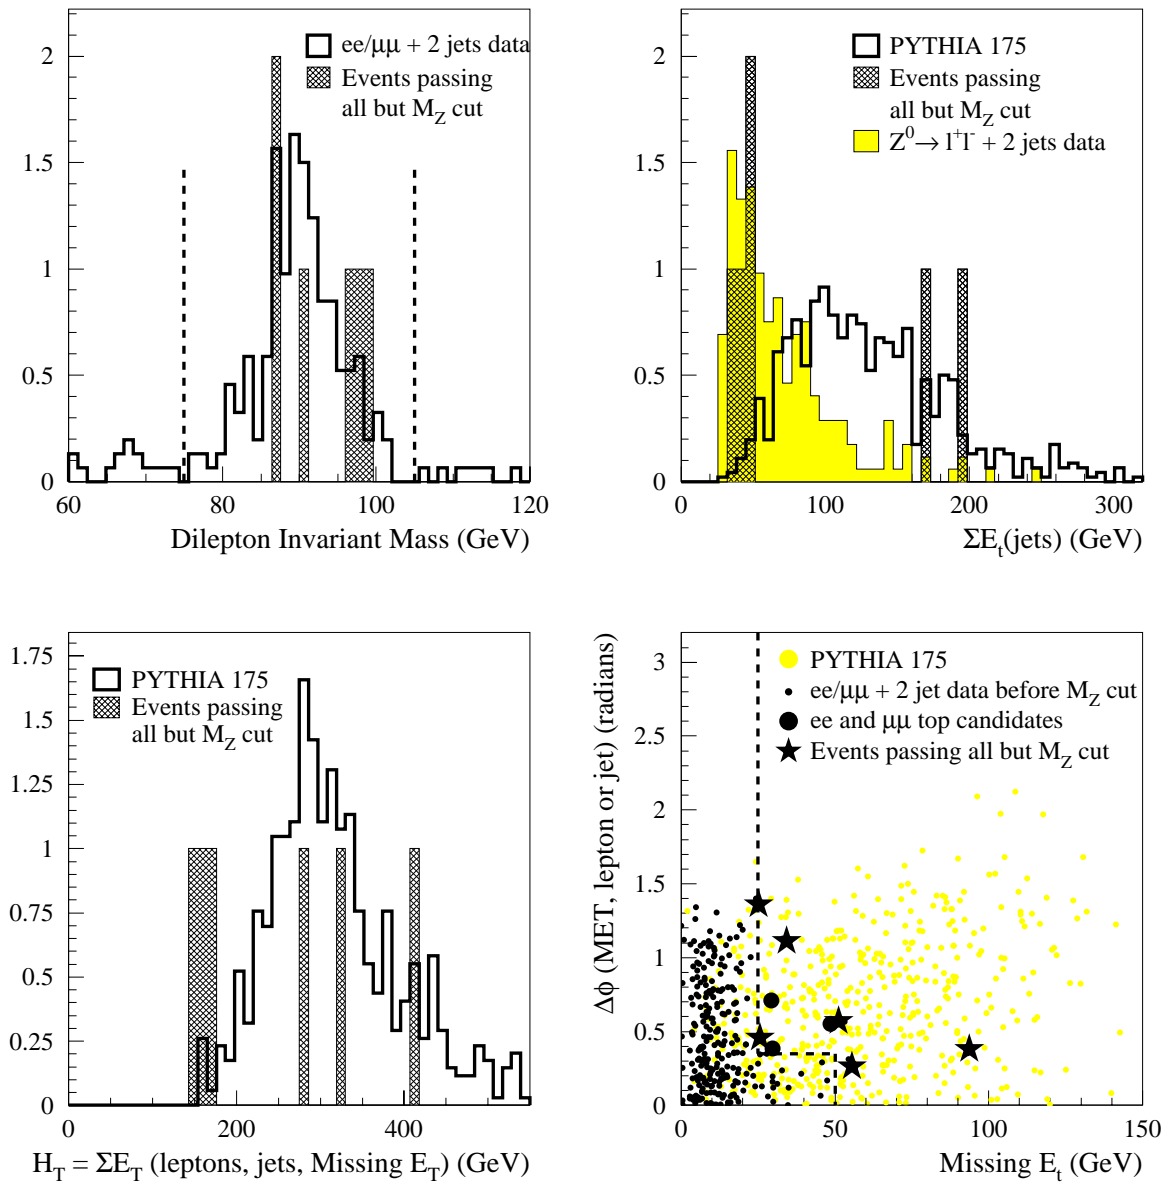 ee/μμ + 2 jets data
Events passing
all but M_Z cut
2
1.5
1
0.5
0
60
80
100
120
Dilepton Invariant Mass (GeV)
PYTHIA 175
Events passing
all but M_Z cut
Z⁰→ l⁺l⁻ + 2 jets data
2
1.5
1
0.5
0
0
100
200
300
ΣE_t(jets) (GeV)
PYTHIA 175
Events passing
all but M_Z cut
1.75
1.5
1.25
1
0.75
0.5
0.25
0
0
200
400
H_T = ΣE_T (leptons, jets, Missing E_T) (GeV)
Δϕ (MET, lepton or jet) (radians)
PYTHIA 175
ee/μμ + 2 jet data before M_Z cut
ee and μμ top candidates
Events passing all but M_Z cut
3
2.5
2
1.5
1
0.5
0
0
50
100
150
Missing E_t (GeV)